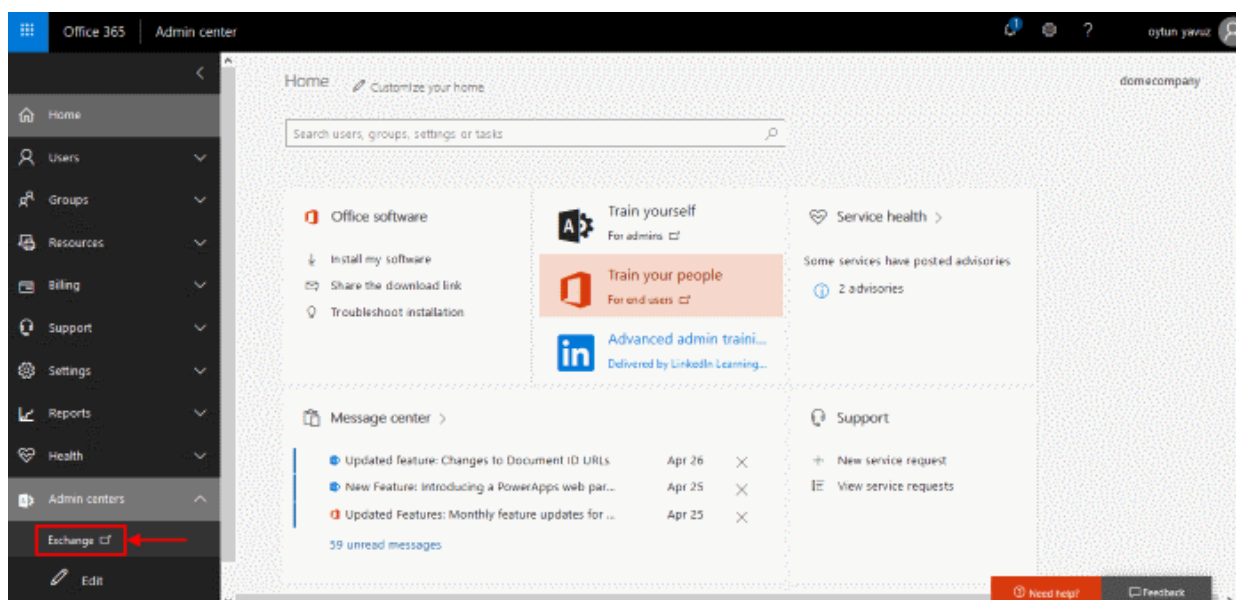 Office 365 Admin center
1
?
oytun yavuz
Home
Customize your home
domecompany
Search users, groups, settings or tasks
Home
Users
Groups
Resources
Billing
Support
Settings
Reports
Health
Admin centers
Exchange
Edit
Office software
Install my software
Share the download link
Troubleshoot installation
Train yourself
For admins
Train your people
For end users
in
Advanced admin traini...
Delivered by LinkedIn Learning...
Service health >
Some services have posted advisories
2 advisories
Message center >
Updated feature: Changes to Document ID URLs Apr 26
New Feature: Introducing a PowerApps web par... Apr 25
Updated Features: Monthly feature updates for ... Apr 25
59 unread messages
Support
New service request
View service requests
Need help?
Feedback